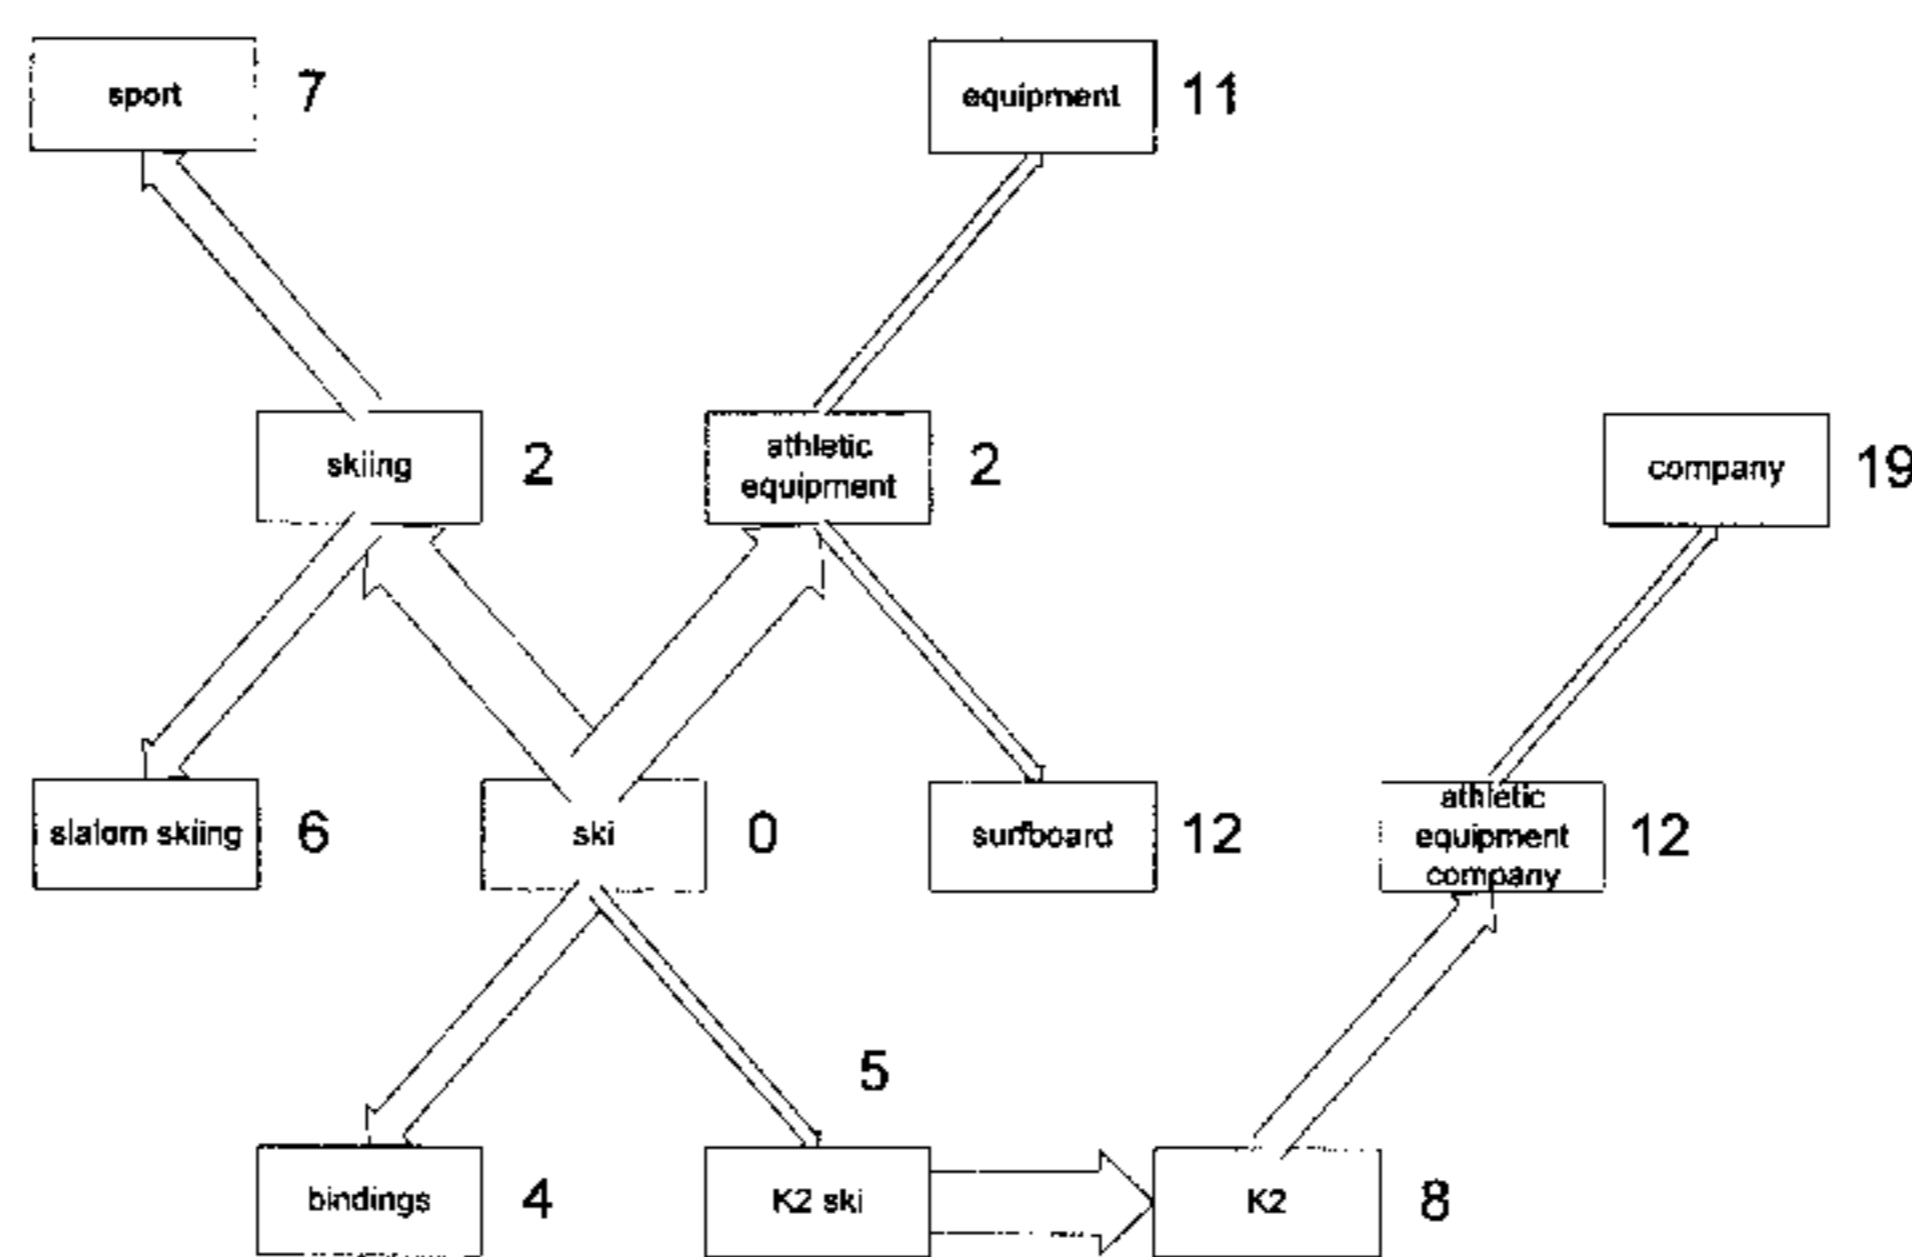 sport 7
equipment 11
skiing 2
athletic
equipment 2
company 19
slalom skiing 6
ski 0
surfboard 12
athletic
equipment 12
company
5
bindings 4
K2 ski
K2 8